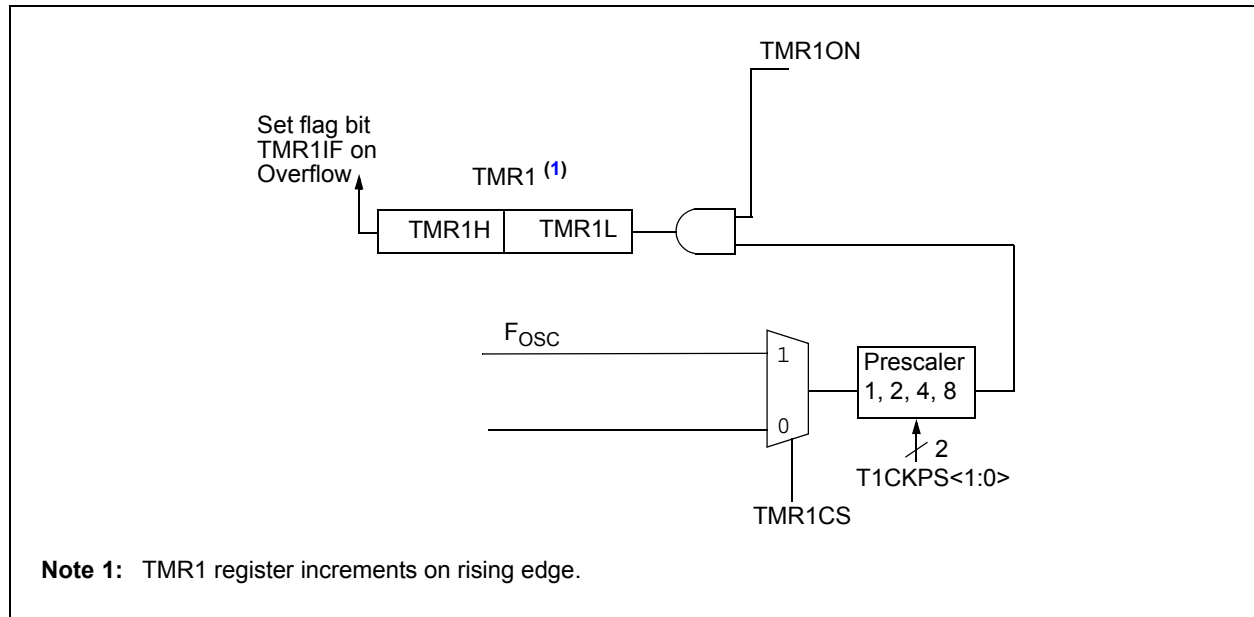 TMR1ON
Set flag bit
TMR1IF on
Overflow
TMR1 (1)
TMR1H
TMR1L
FOSC
1
Prescaler
1, 2, 4, 8
0
2
T1CKPS<1:0>
TMR1CS
Note 1: TMR1 register increments on rising edge.